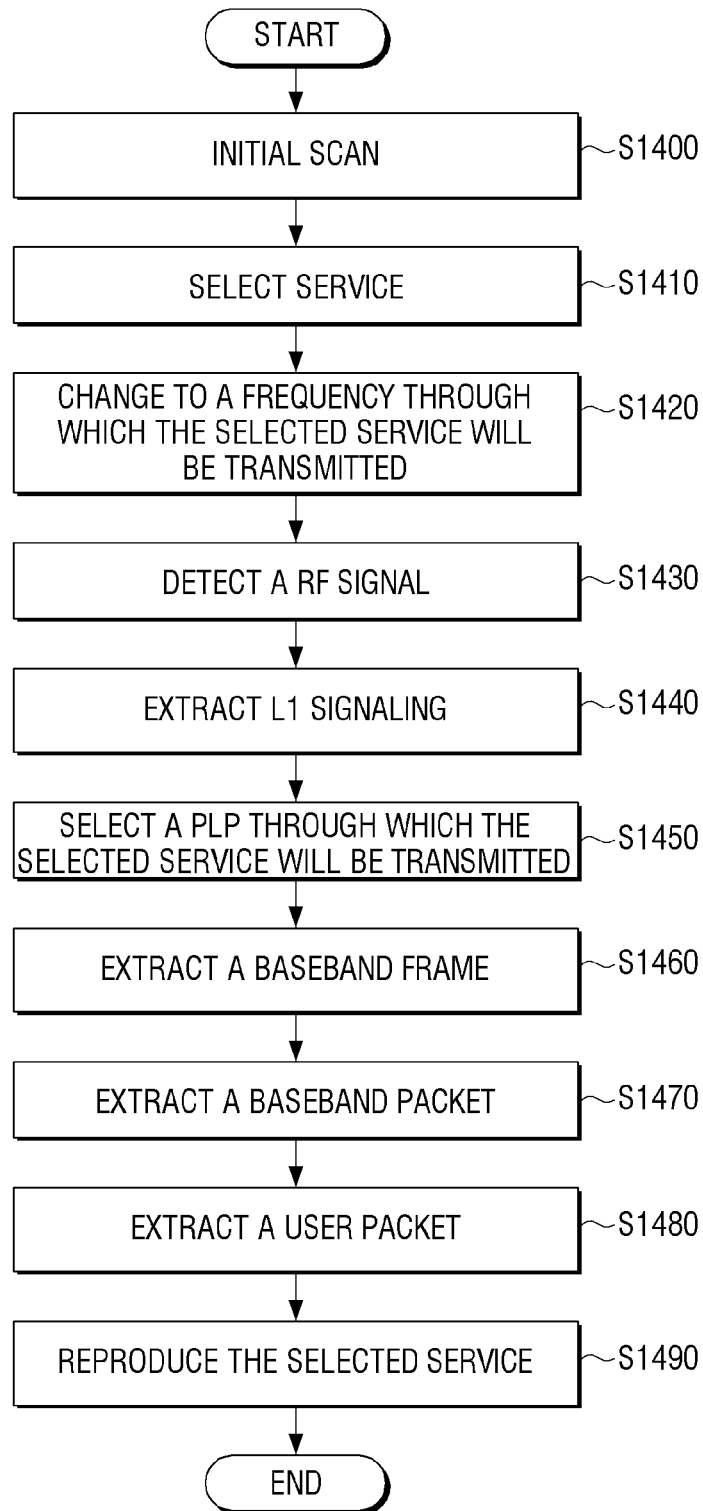 START
INITIAL SCAN
S1400
SELECT SERVICE
S1410
CHANGE TO A FREQUENCY THROUGH
WHICH THE SELECTED SERVICE WILL
BE TRANSMITTED
S1420
DETECT A RF SIGNAL
S1430
EXTRACT L1 SIGNALING
S1440
SELECT A PLP THROUGH WHICH THE
SELECTED SERVICE WILL BE TRANSMITTED
S1450
EXTRACT A BASEBAND FRAME
S1460
EXTRACT A BASEBAND PACKET
S1470
EXTRACT A USER PACKET
S1480
REPRODUCE THE SELECTED SERVICE
S1490
END